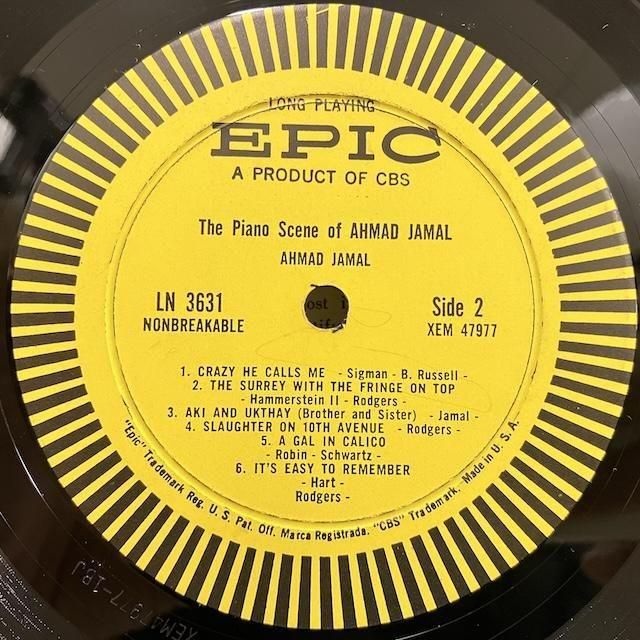 LONG PLAYING
EPIC
A PRODUCT OF CBS
The Piano Scene of AHMAD JAMAL
AHMAD JAMAL
LN 3631
NONBREAKABLE
Side 2
XEM 47977
1. CRAZY HE CALLS ME - Sigman - B. Russell -
2. THE SURREY WITH THE FRINGE ON TOP
- Hammerstein II - Rodgers -
3. AKI AND UKTHAY (Brother and Sister) - Jamal -
4. SLAUGHTER ON 10TH AVENUE - Rodgers -
5. A GAL IN CALICO
- Robin - Schwartz -
6. IT'S EASY TO REMEMBER
- Hart -
Rodgers -
"Epic" Trademark Reg. U. S. Pat. Off. Marca Registrada. "CBS" Trademark. Made in U. S. A.